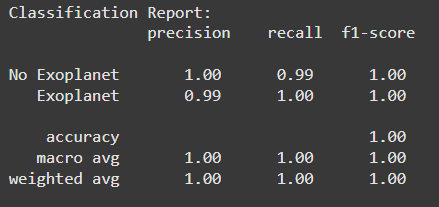 Classification Report:
precision recall f1-score
No Exoplanet 1.00 0.99 1.00
Exoplanet 0.99 1.00 1.00
accuracy 1.00
macro avg 1.00 1.00 1.00
weighted avg 1.00 1.00 1.00